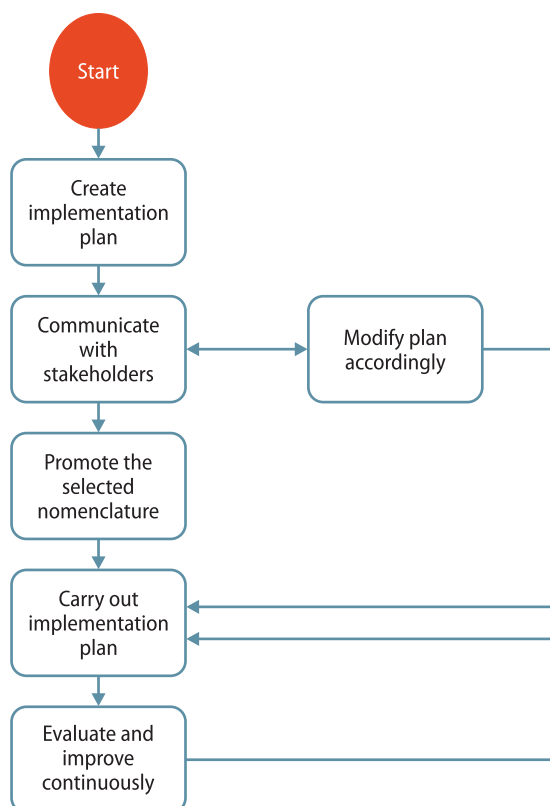 Start
Create
implementation
plan
Communicate
with
stakeholders
Modify plan
accordingly
Promote the
selected
nomenclature
Carry out
implementation
plan
Evaluate and
improve
continuously